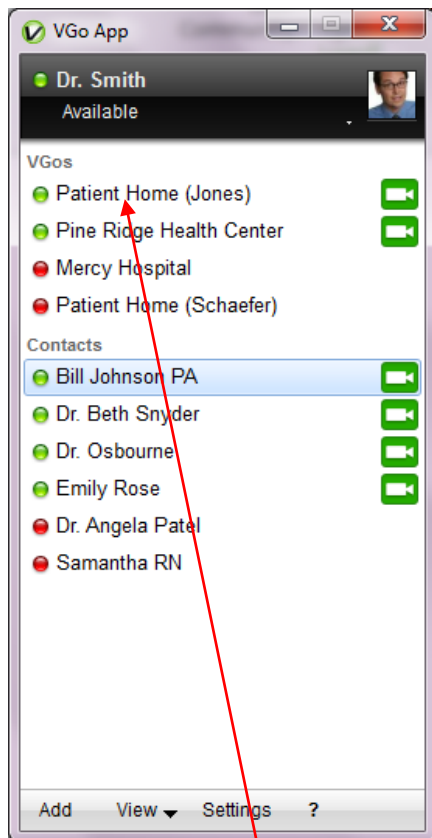 VGo App
Dr. Smith
Available
VGos
Patient Home (Jones)
Pine Ridge Health Center
Mercy Hospital
Patient Home (Schaefer)
Contacts
Bill Johnson PA
Dr. Beth Snyder
Dr. Osbourne
Emily Rose
Dr. Angela Patel
Samantha RN
Add View Settings ?